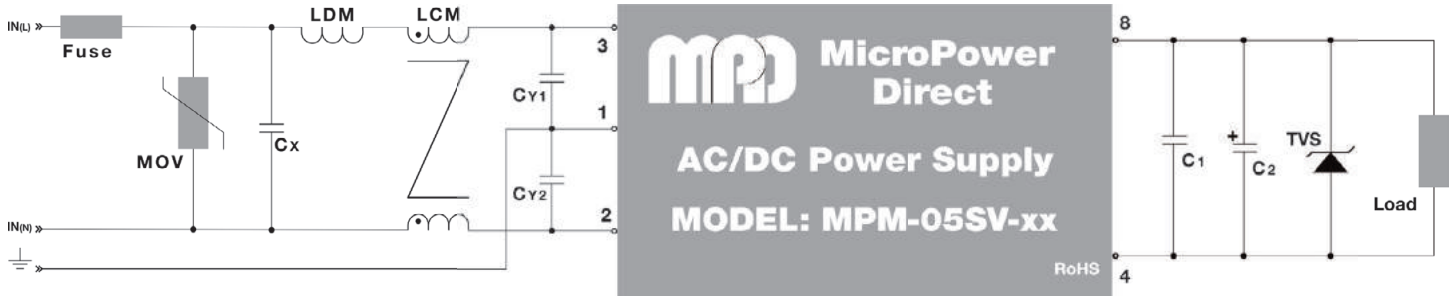 IN(L)
Fuse
MOV
CX
LDM
LCM
CY1
CY2
IN(N)
3
1
2
MPD
MicroPower
Direct
AC/DC Power Supply
MODEL: MPM-05SV-xx
RoHS
8
4
C1
+
C2
TVS
Load